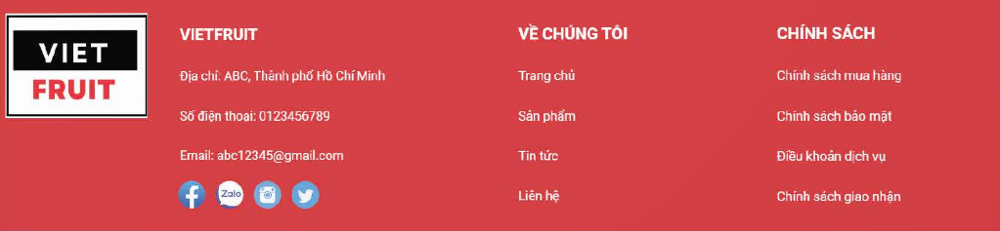 VIET
FRUIT
VIETFRUIT
Địa chỉ: ABC, Thành phố Hồ Chí Minh
Số điện thoại: 0123456789
Email: abc12345@gmail.com
Zalo
VỀ CHÚNG TÔI
Trang chủ
Sản phẩm
Tin tức
Liên hệ
CHÍNH SÁCH
Chính sách mua hàng
Chính sách bảo mật
Điều khoản dịch vụ
Chính sách giao nhận